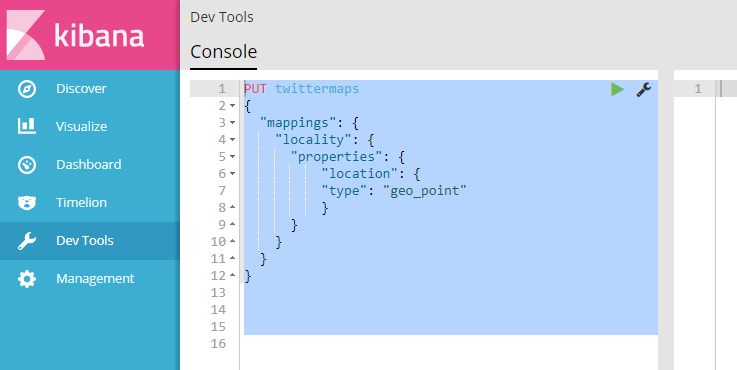 kibana
Discover
Visualize
Dashboard
Timelion
Dev Tools
Management
Dev Tools
Console
1 PUT twittermaps
2 {
3 "mappings": {
4 "locality": {
5 "properties": {
6 "location": {
7 "type": "geo_point"
8 }
9 }
10 }
11 }
12 }
13
14
15
16
1